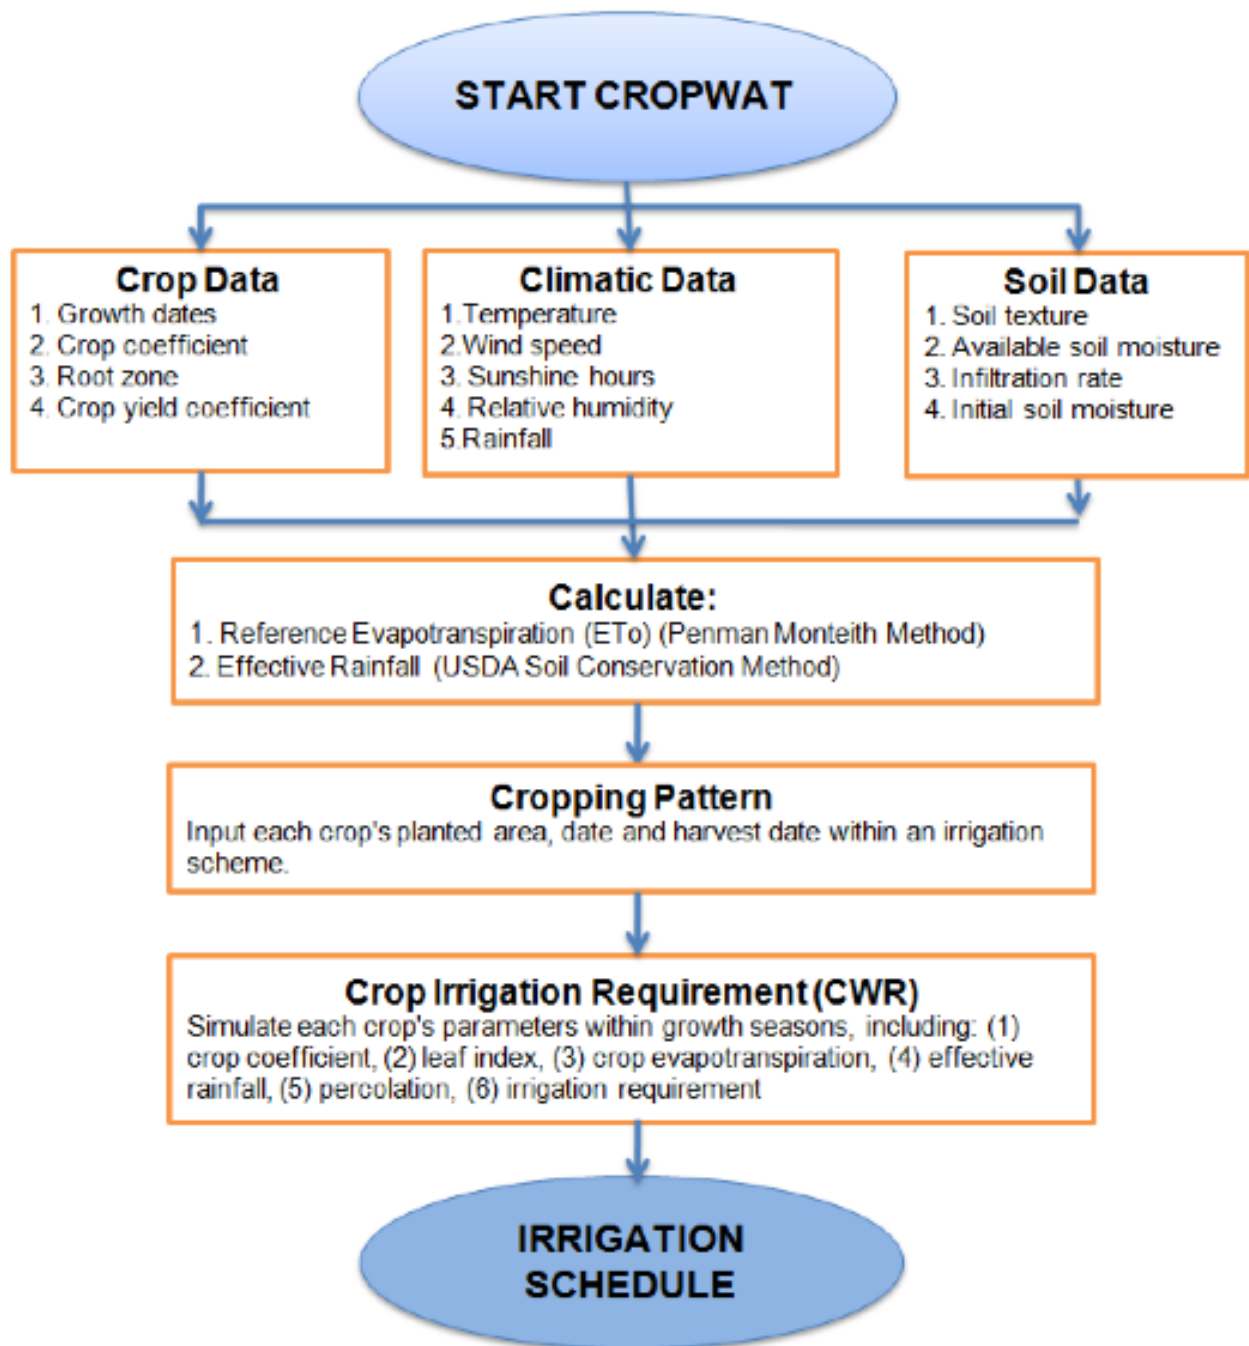 START CROPWAT
Crop Data
1. Growth dates
2. Crop coefficient
3. Root zone
4. Crop yield coefficient
Climatic Data
1.Temperature
2.Wind speed
3. Sunshine hours
4. Relative humidity
5.Rainfall
Soil Data
1. Soil texture
2. Available soil moisture
3. Infiltration rate
4. Initial soil moisture
Calculate:
1. Reference Evapotranspiration (ETo) (Penman Monteith Method)
2. Effective Rainfall (USDA Soil Conservation Method)
Cropping Pattern
Input each crop's planted area, date and harvest date within an irrigation
scheme.
Crop Irrigation Requirement (CWR)
Simulate each crop's parameters within growth seasons, including: (1)
crop coefficient, (2) leaf index, (3) crop evapotranspiration, (4) effective
rainfall, (5) percolation, (6) irrigation requirement
IRRIGATION
SCHEDULE